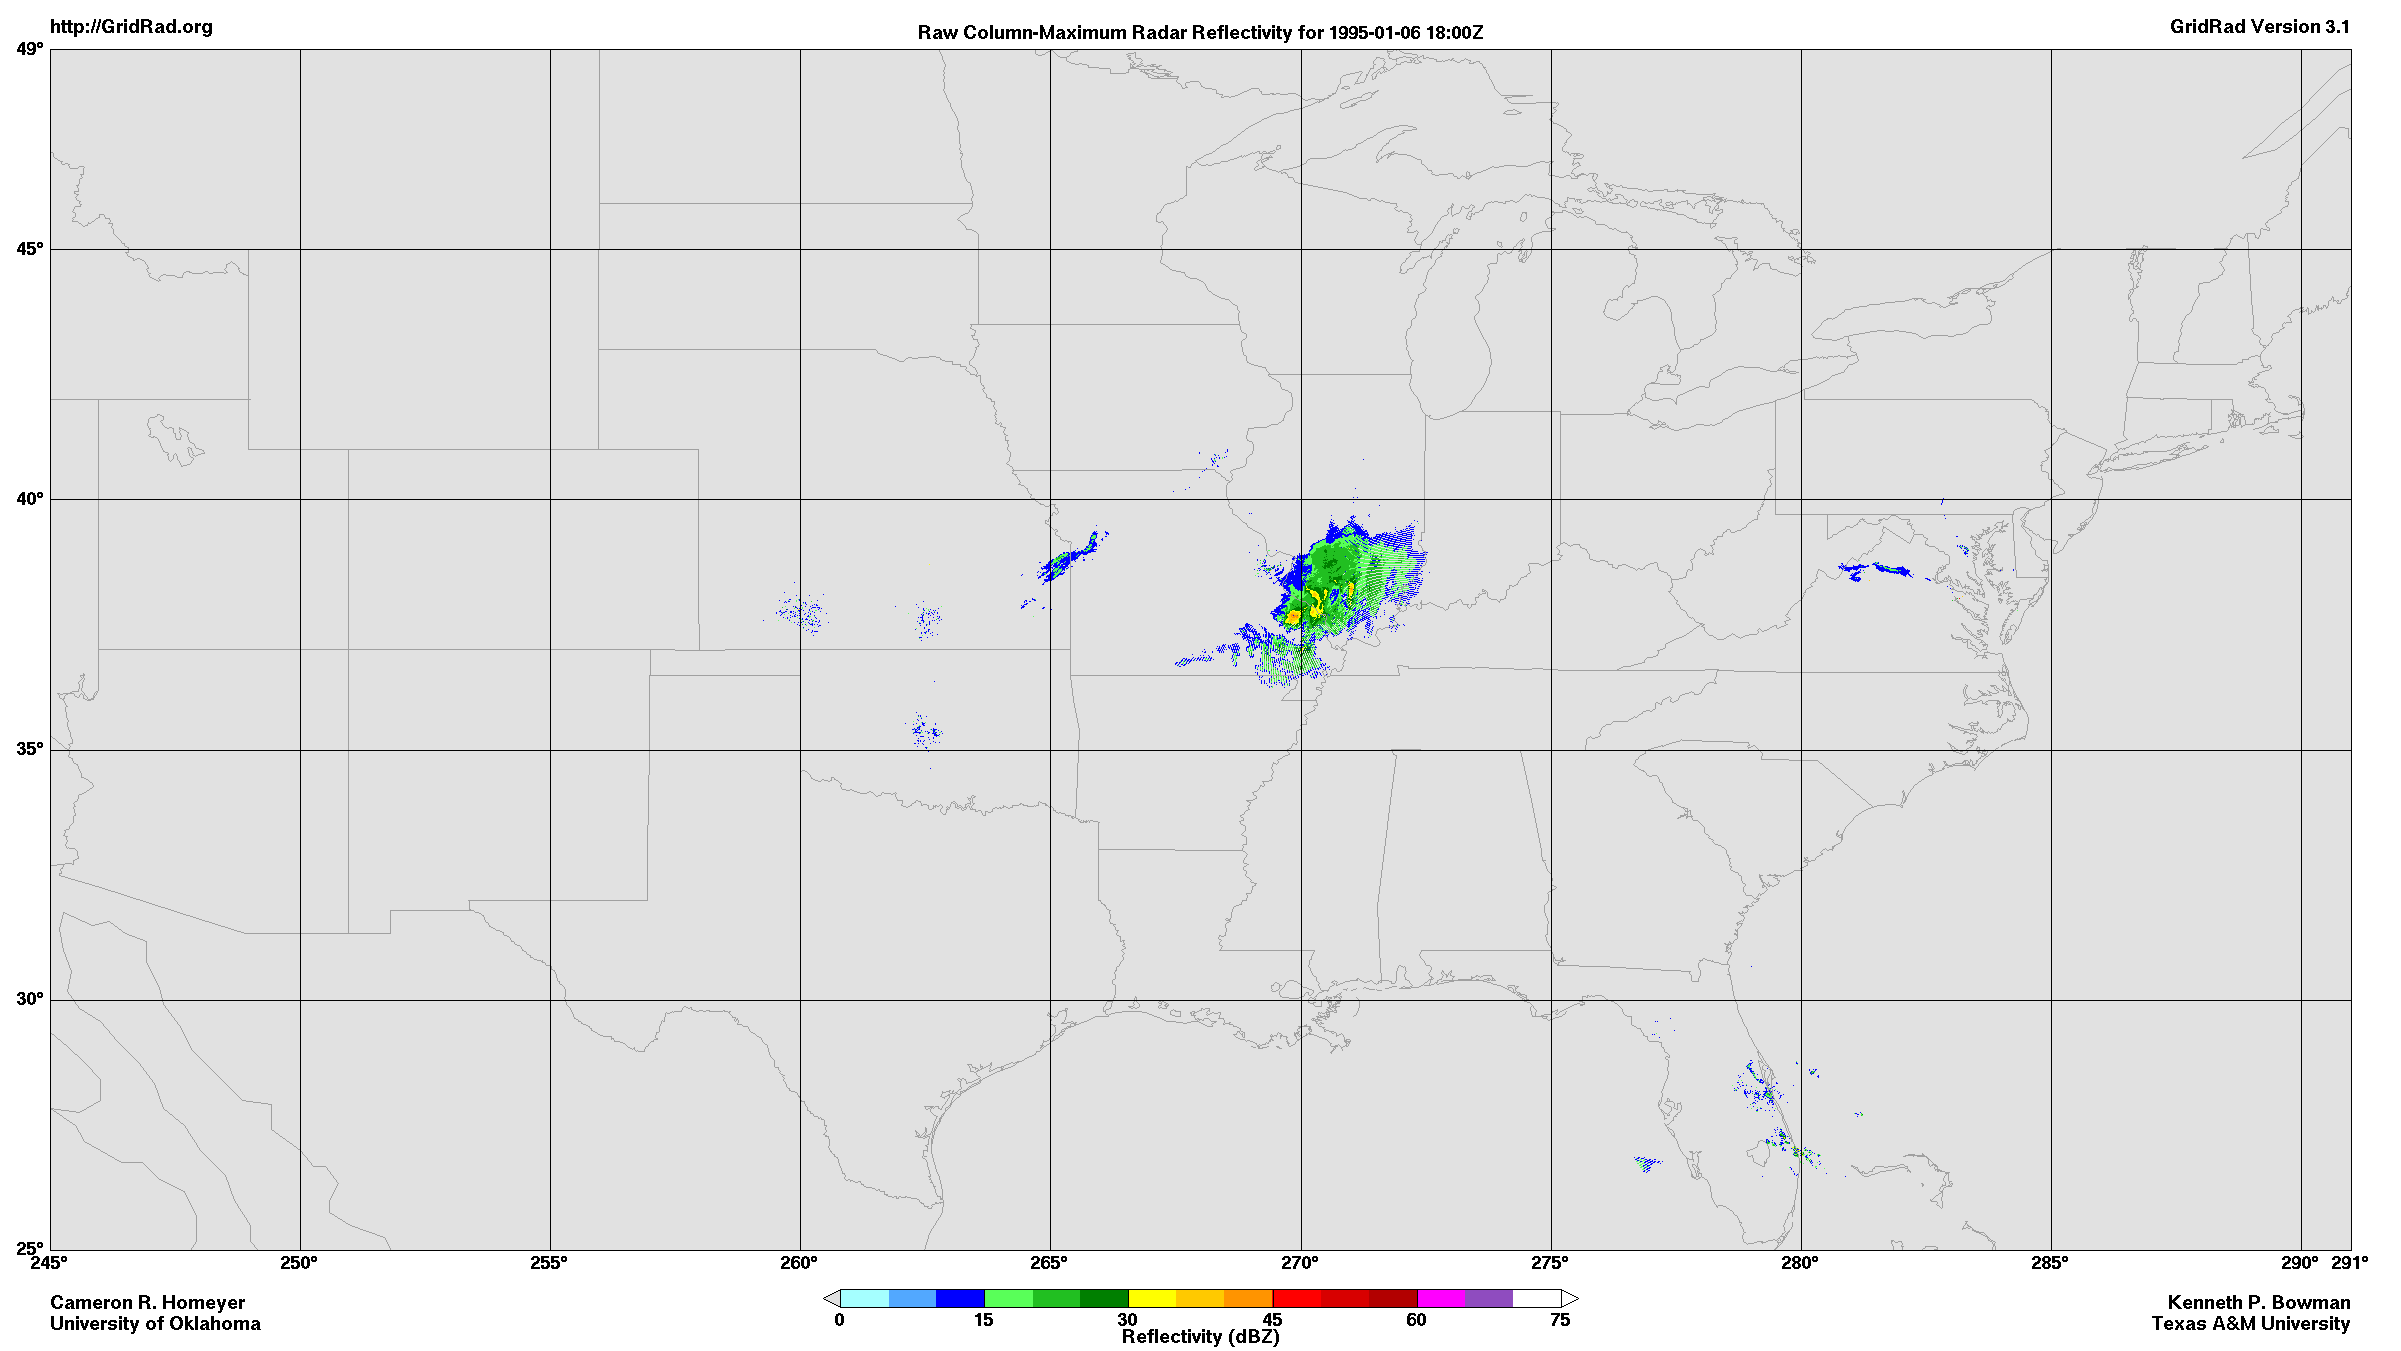 http://GridRad.org
Raw Column-Maximum Radar Reflectivity for 1995-01-06 18:00Z
GridRad Version 3.1
49°
45°
40°
35°
30°
25°
245° 250° 255° 260° 265° 270° 275° 280° 285° 290° 291°
Cameron R. Homeyer
University of Oklahoma
0 15 30 45 60 75
Reflectivity (dBZ)
Kenneth P. Bowman
Texas A&M University